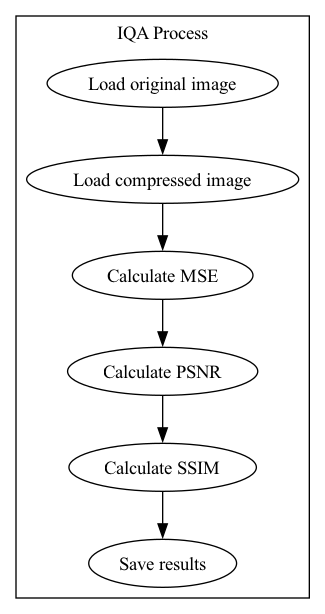 IQA Process
Load original image
Load compressed image
Calculate MSE
Calculate PSNR
Calculate SSIM
Save results